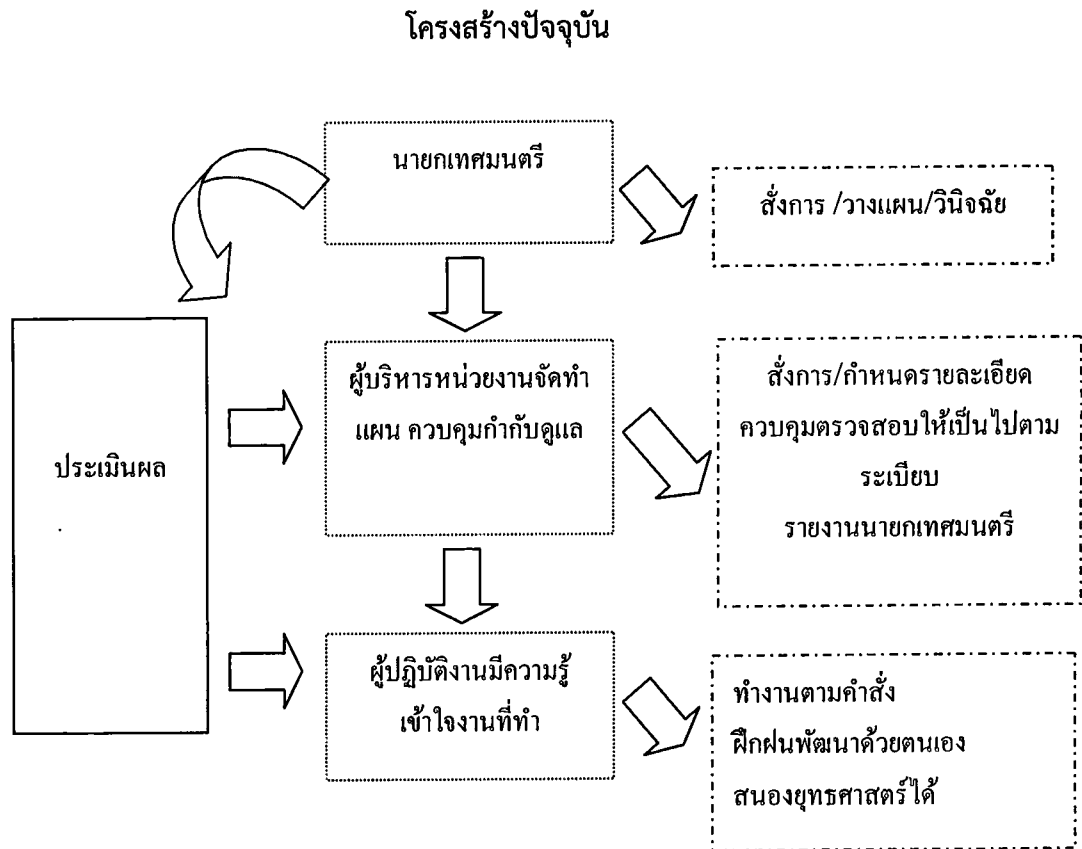 โครงสร้างปัจจุบัน
นายกเทศมนตรี
สั่งการ /วางแผน/วินิจฉัย
ประเมินผล
ผู้บริหารหน่วยงานจัดทำ
แผน ควบคุมกำกับดูแล
สั่งการ/กำหนดรายละเอียด
ควบคุมตรวจสอบให้เป็นไปตาม
ระเบียบ
รายงานนายกเทศมนตรี
ผู้ปฏิบัติงานมีความรู้
เข้าใจงานที่ทำ
ทำงานตามคำสั่ง
ฝึกฝนพัฒนาด้วยตนเอง
สนองยุทธศาสตร์ได้